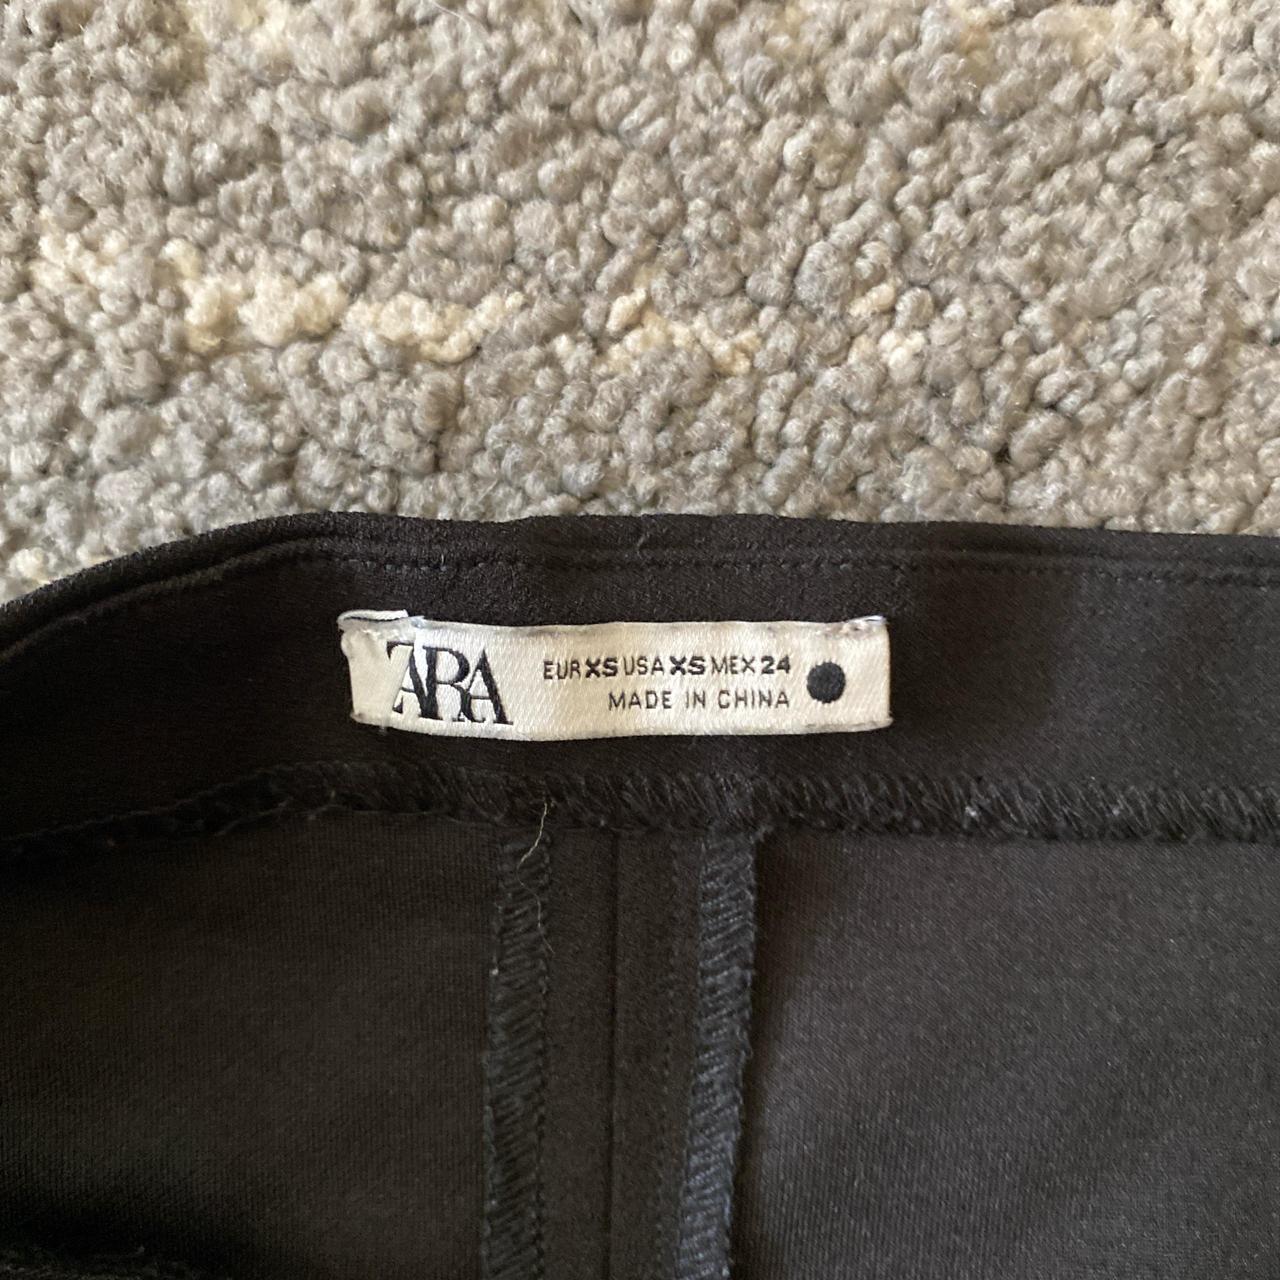 ZARA
EUR XS USA XS MEX 24
MADE IN CHINA